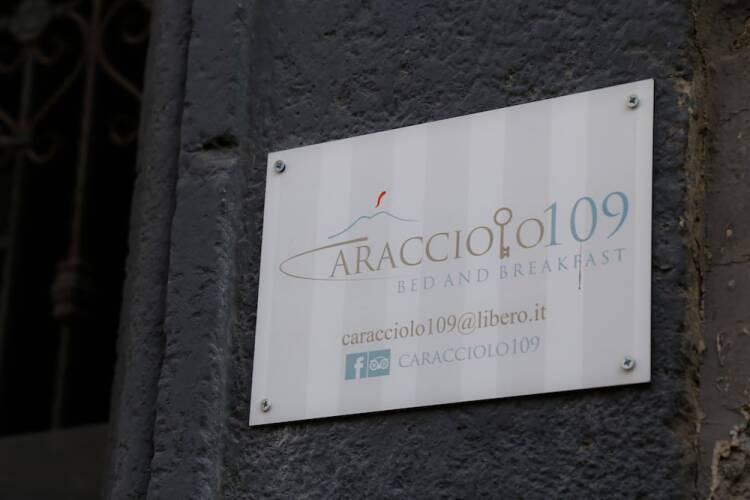 CARACCIOLO109
BED AND BREAKFAST
caracciolo109@libero.it
f CARACCIOLO109